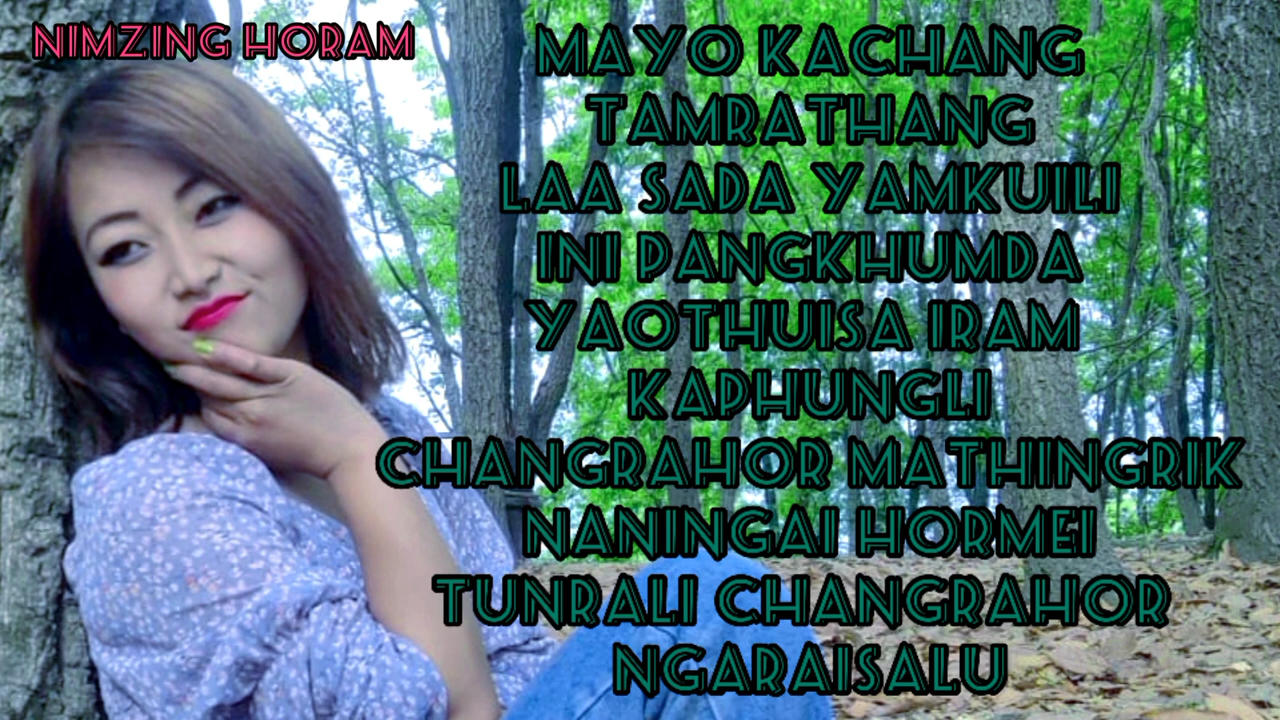 NIMZING HORAM
MAYO KACHANG
TAMRATHANG
LAA SADA YAMKUILI
INI PANGKHUMDA
YAOTHUISA IRAM
KAPHUNGLI
CHANGRAHOR MATHINGRIK
NANINGAI HORMEI
TUNRALI CHANGRAHOR
NGARAISALU